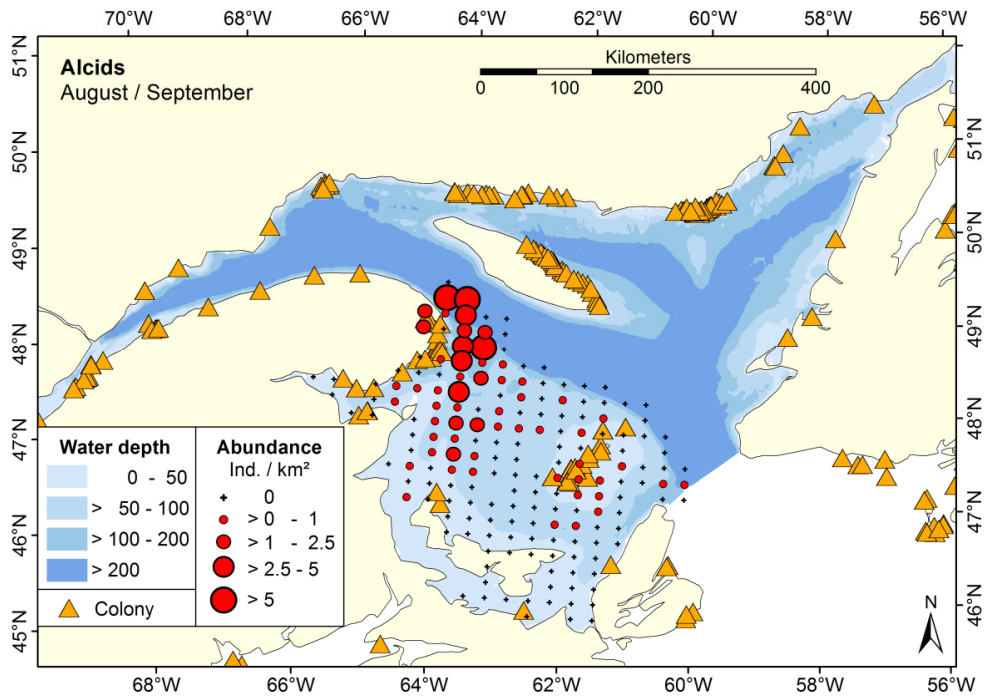 70°W 68°W 66°W 64°W 62°W 60°W 58°W 56°W
Alcids
August / September
Kilometers
0 100 200 400
51°N
50°N
49°N
48°N
47°N
46°N
45°N
51°N
50°N
49°N
48°N
47°N
46°N
Water depth
0 - 50
> 50 - 100
> 100 - 200
> 200
Colony
Abundance
Ind. / km²
0
> 0 - 1
> 1 - 2.5
> 2.5 - 5
> 5
N
68°W 66°W 64°W 62°W 60°W 58°W 56°W